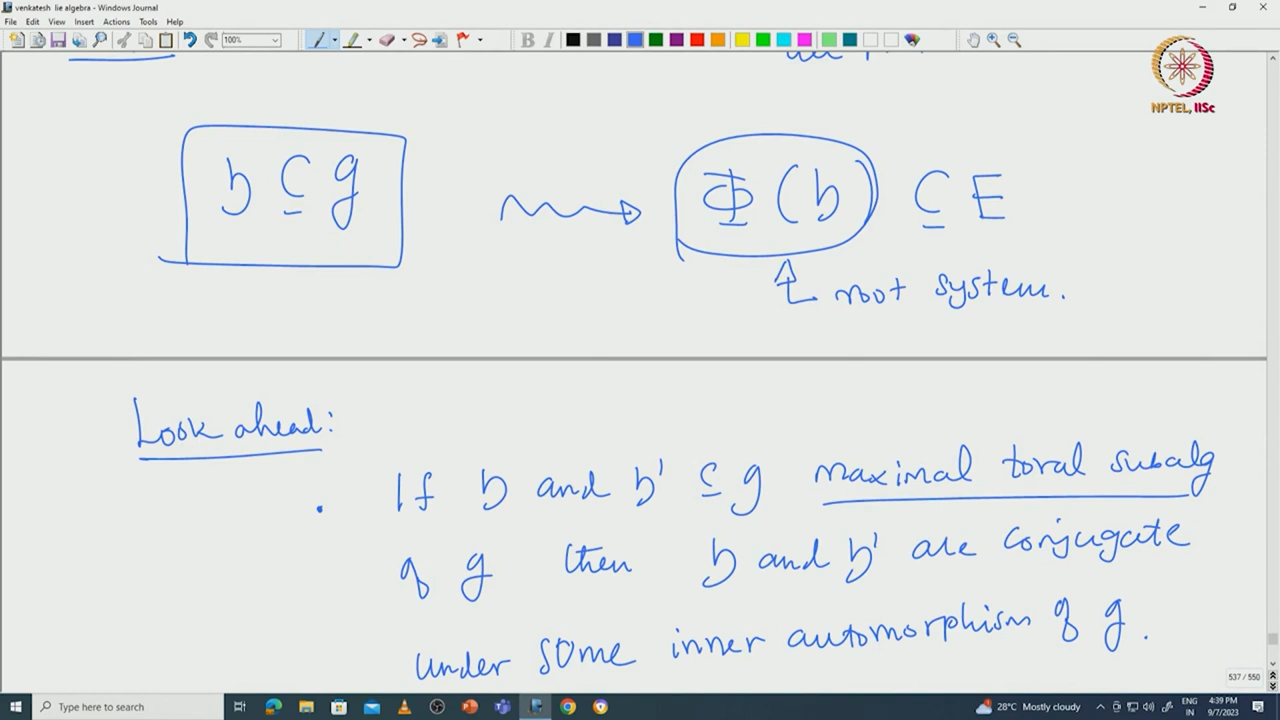 venkatesh lie algebra - Windows Journal
File Edit View Insert Actions Tools Help
100%
B I
NPTEL, IISc
h ⊆ g Φ(h) ⊆ E
root system.
Look ahead:
. If h and h' ⊆ g maximal toral subalg
of g then h and h' are conjugate
under some inner automorphism of g.
537 / 550
Type here to search
28°C Mostly cloudy
ENG
IN
4:39 PM
9/7/2023